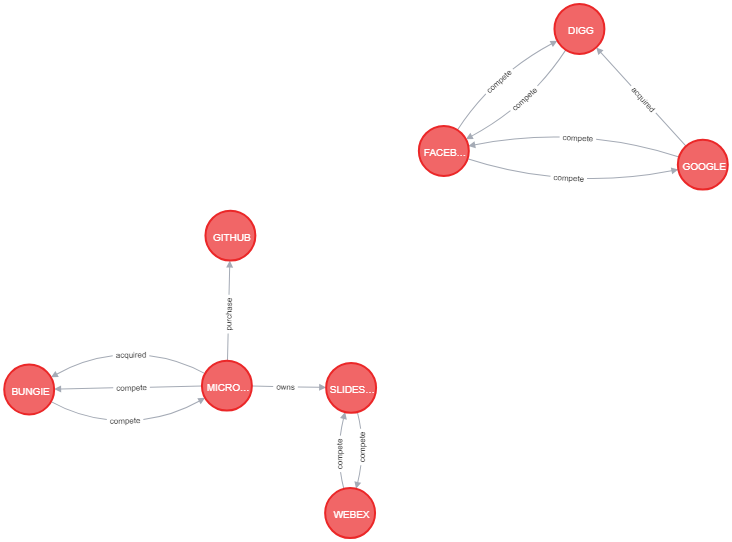 DIGG
compete
compete
acquired
FACEB...
compete
GOOGLE
compete
GITHUB
purchase
acquired
BUNGIE
compete
MICRO...
owns
SLIDES...
compete
compete
compete
WEBEX